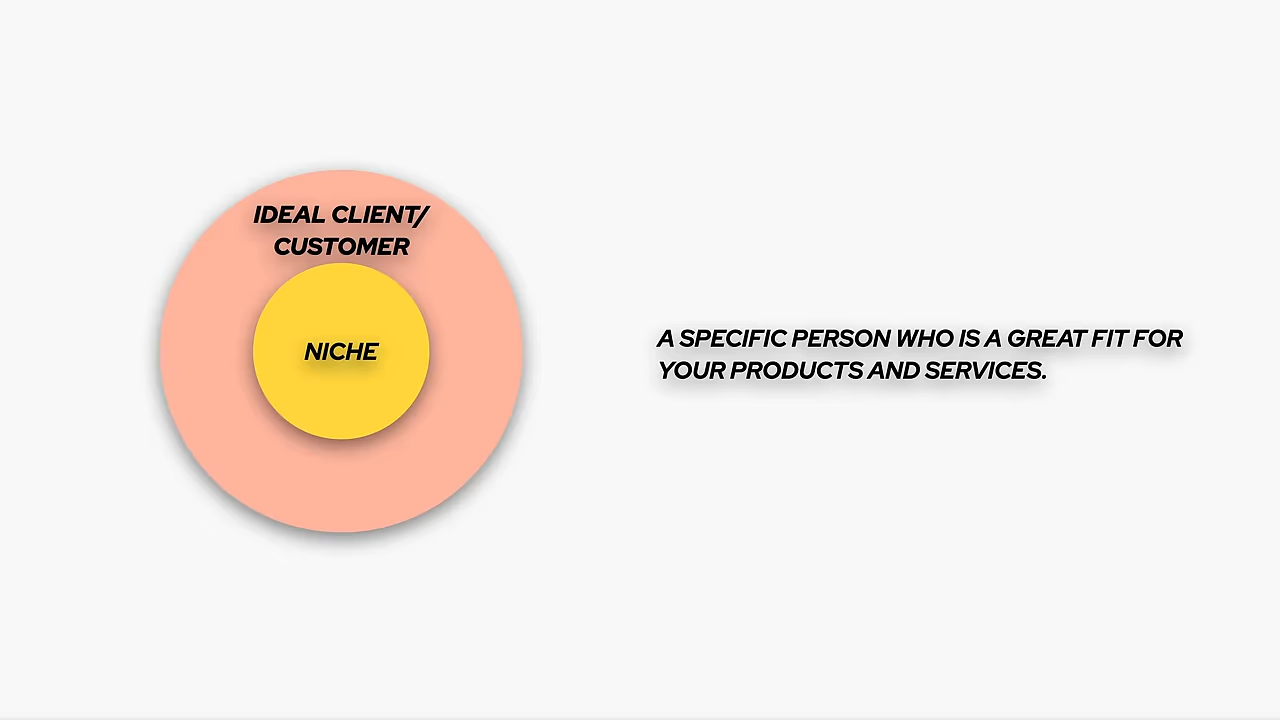 IDEAL CLIENT/
CUSTOMER
NICHE
A SPECIFIC PERSON WHO IS A GREAT FIT FOR
YOUR PRODUCTS AND SERVICES.